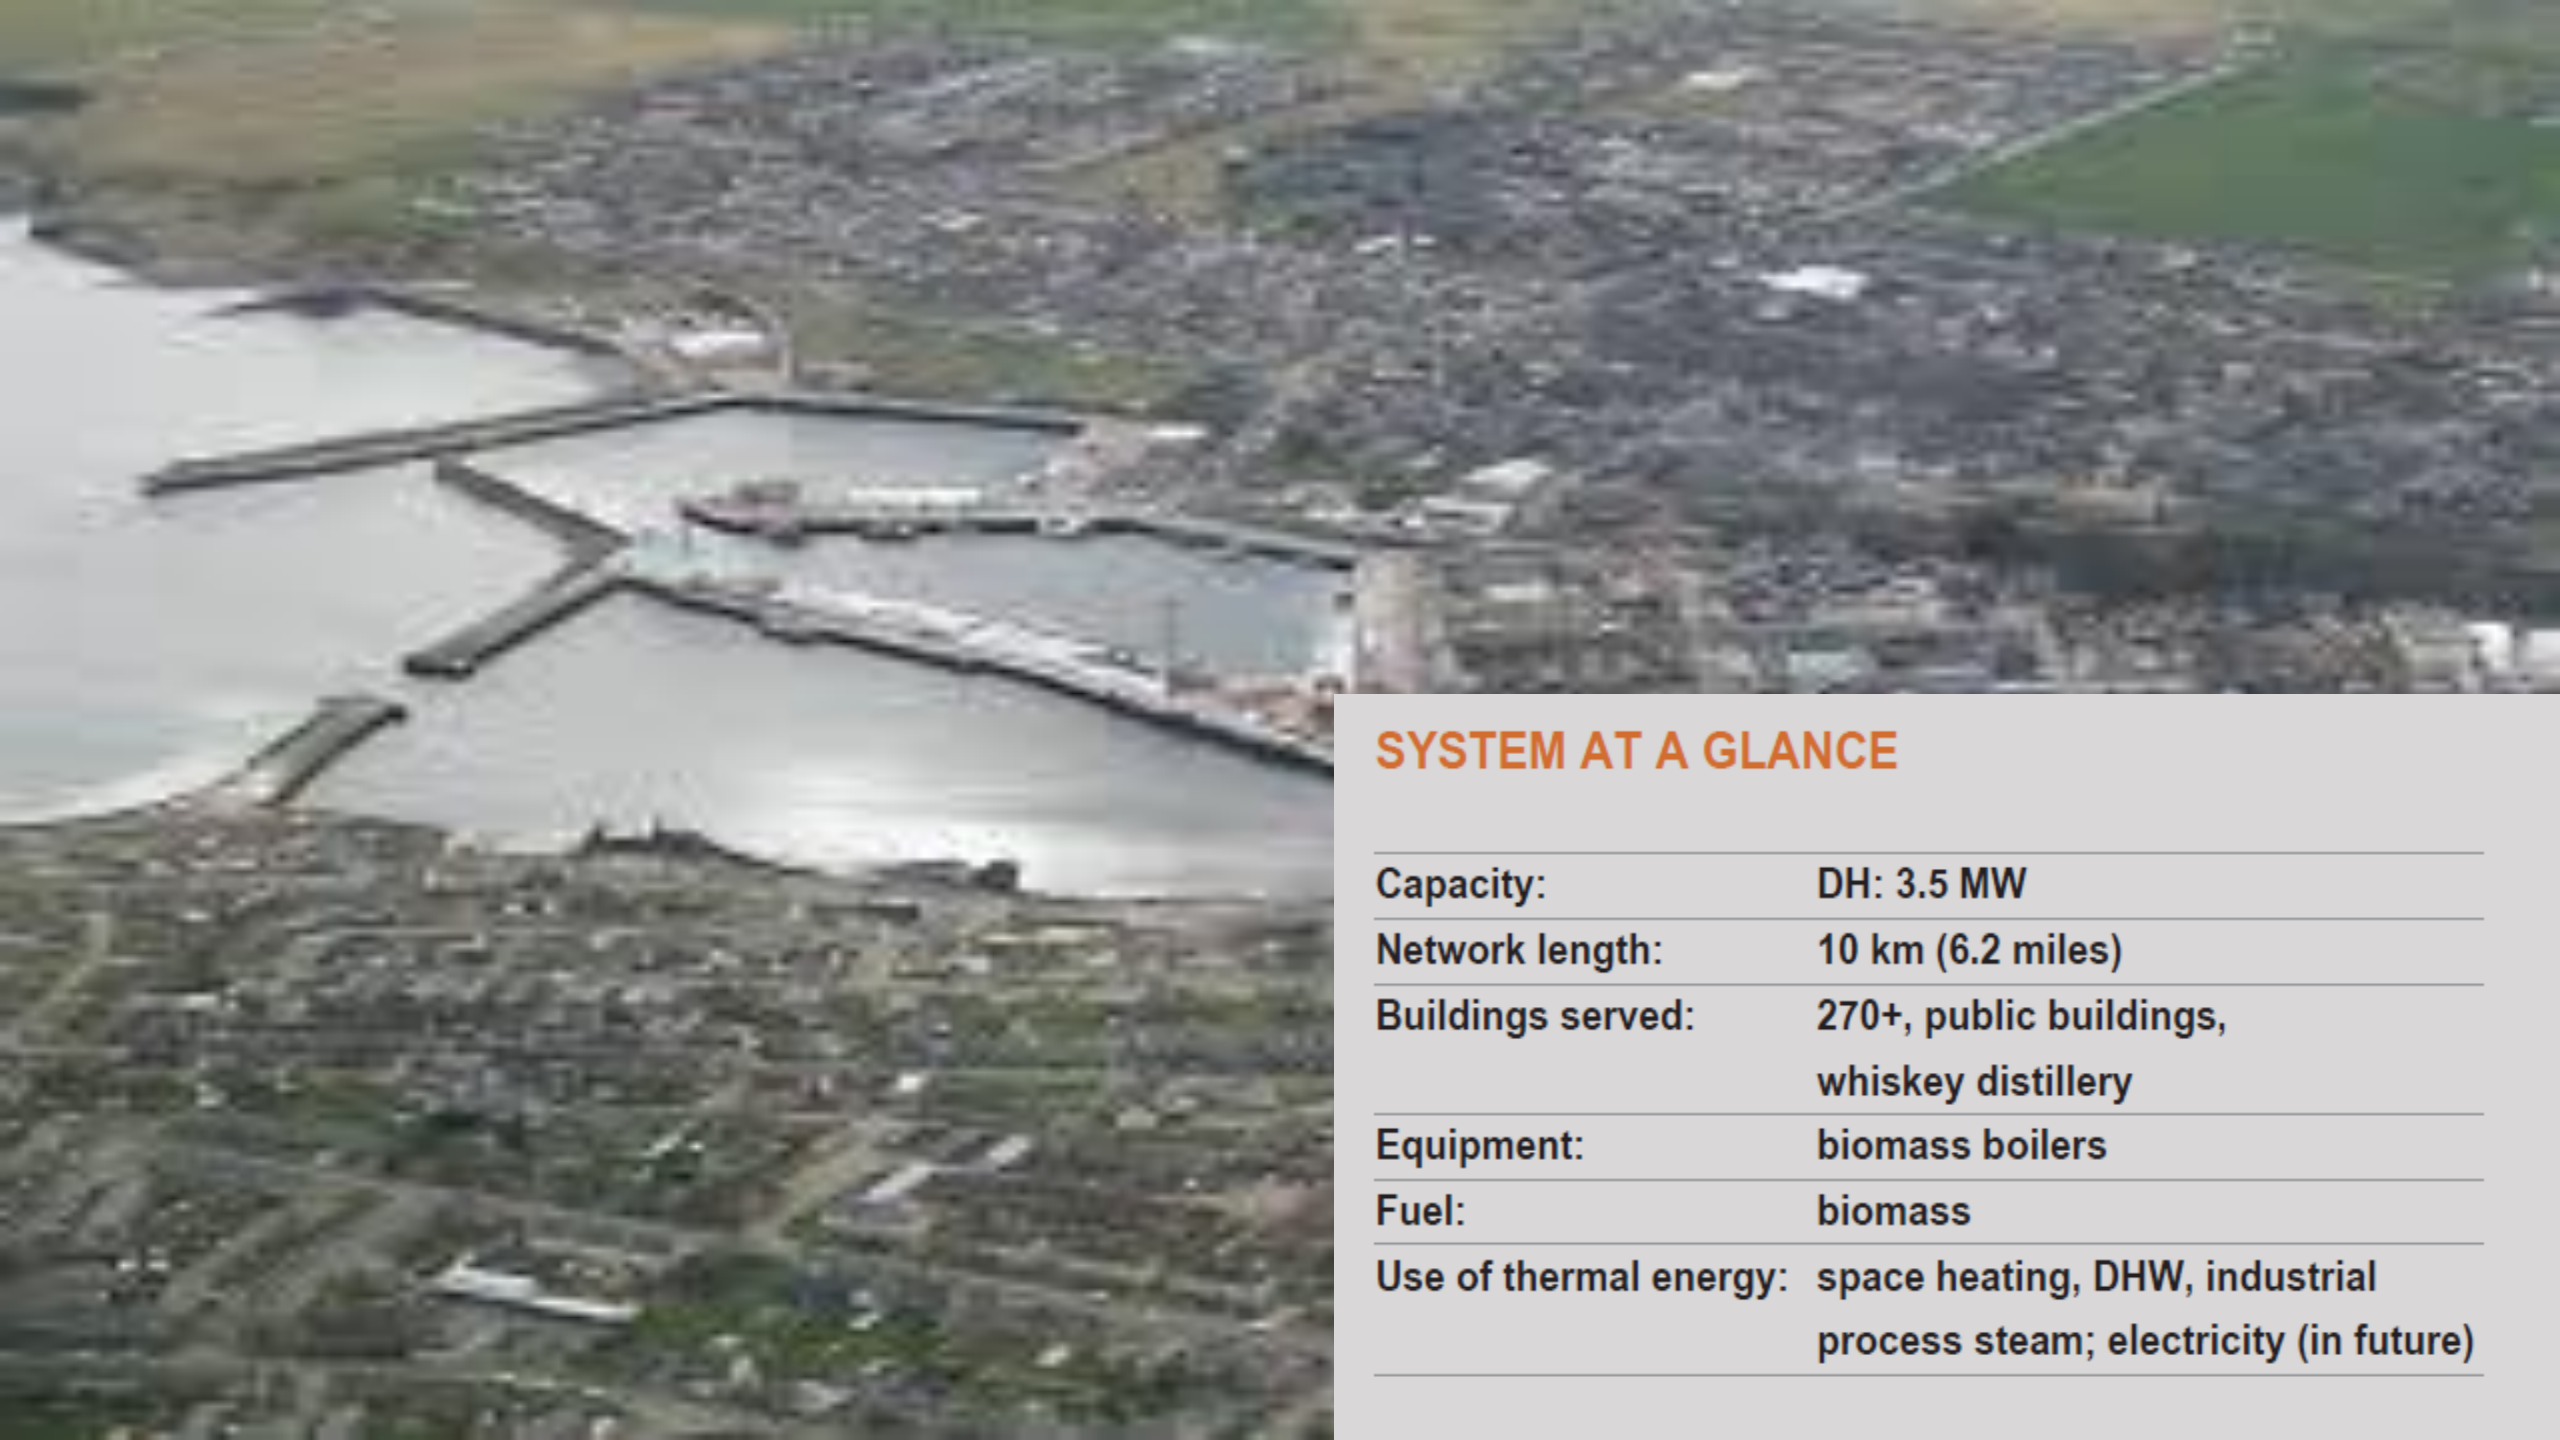 SYSTEM AT A GLANCE
Capacity: DH: 3.5 MW
Network length: 10 km (6.2 miles)
Buildings served: 270+, public buildings,
whiskey distillery
Equipment: biomass boilers
Fuel: biomass
Use of thermal energy: space heating, DHW, industrial
process steam; electricity (in future)